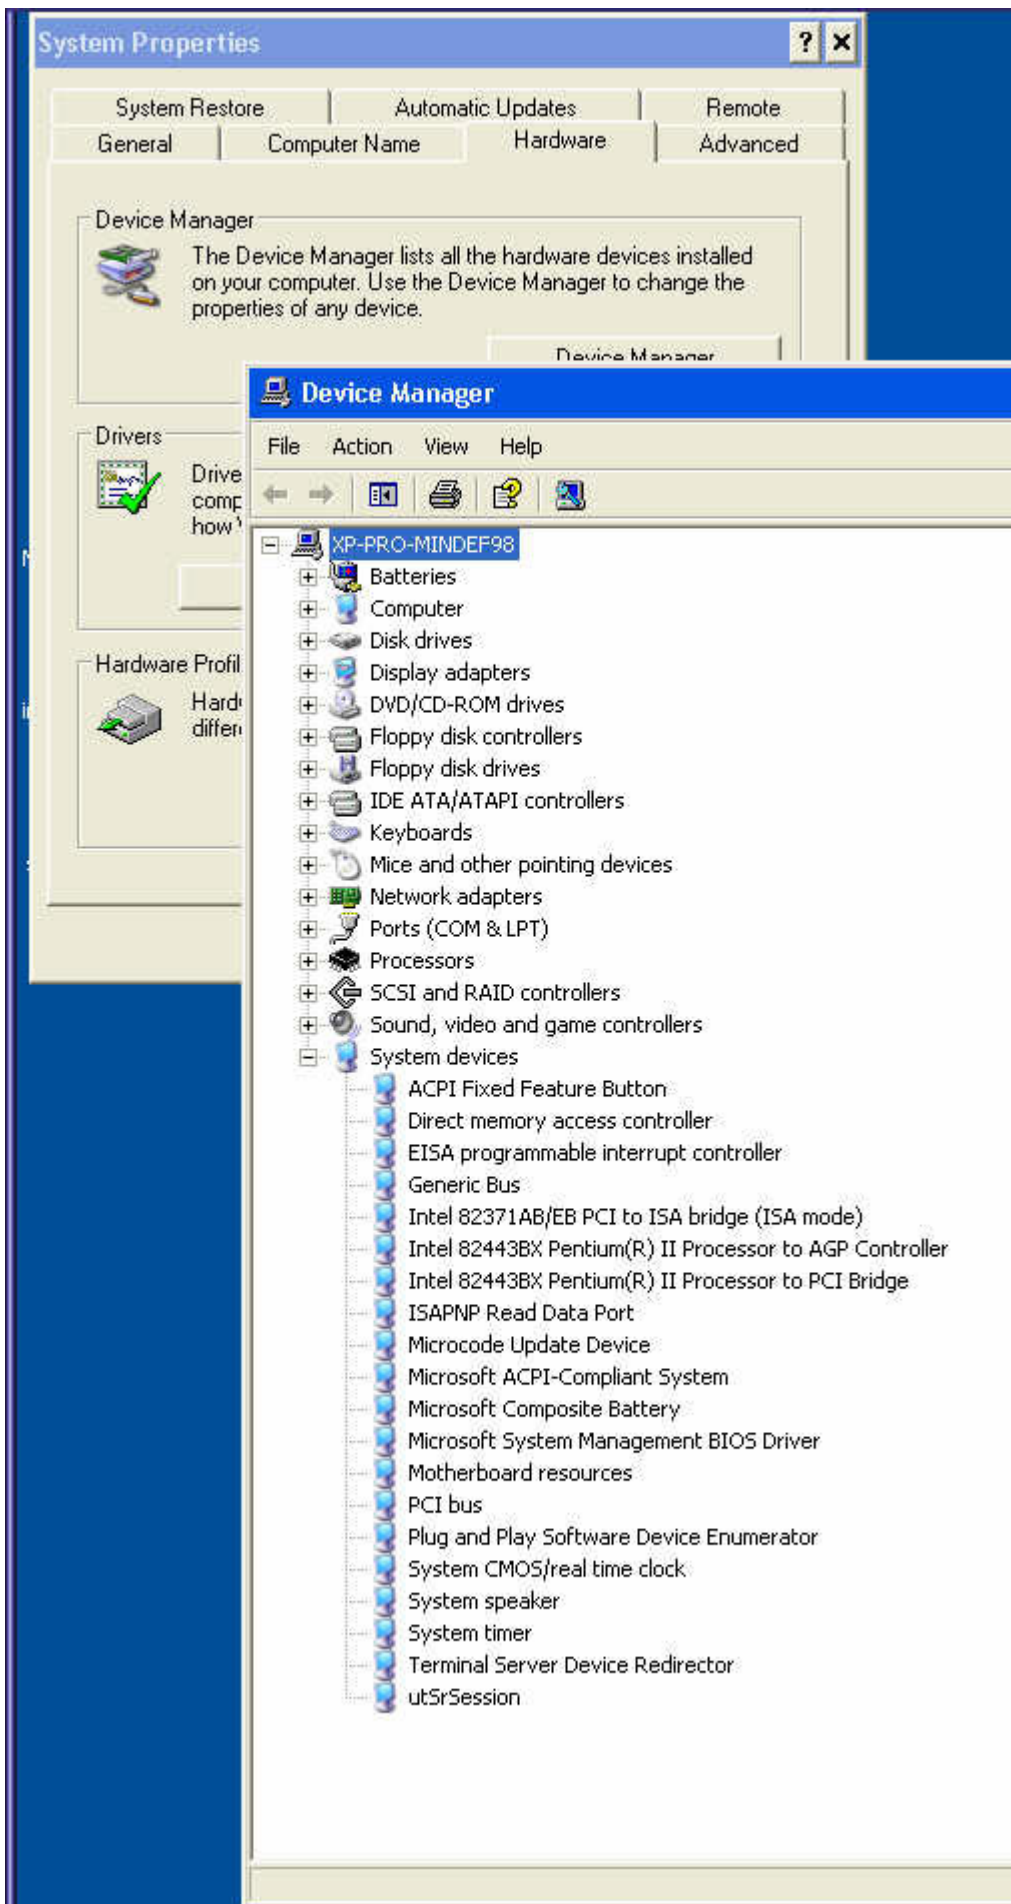 System Properties
System Restore
Automatic Updates
Remote
General
Computer Name
Hardware
Advanced
Device Manager
The Device Manager lists all the hardware devices installed
on your computer. Use the Device Manager to change the
properties of any device.
Device Manager
Device Manager
File Action View Help
Drivers
Drive
comp
how
XP-PRO-MINDEF98
Batteries
Computer
Disk drives
Display adapters
DVD/CD-ROM drives
Floppy disk controllers
Floppy disk drives
IDE ATA/ATAPI controllers
Keyboards
Mice and other pointing devices
Network adapters
Ports (COM & LPT)
Processors
SCSI and RAID controllers
Sound, video and game controllers
System devices
ACPI Fixed Feature Button
Direct memory access controller
EISA programmable interrupt controller
Generic Bus
Intel 82371AB/EB PCI to ISA bridge (ISA mode)
Intel 82443BX Pentium(R) II Processor to AGP Controller
Intel 82443BX Pentium(R) II Processor to PCI Bridge
ISAPNP Read Data Port
Microcode Update Device
Microsoft ACPI-Compliant System
Microsoft Composite Battery
Microsoft System Management BIOS Driver
Motherboard resources
PCI bus
Plug and Play Software Device Enumerator
System CMOS/real time clock
System speaker
System timer
Terminal Server Device Redirector
utSrSession
Hardware Profil
Hard
differ